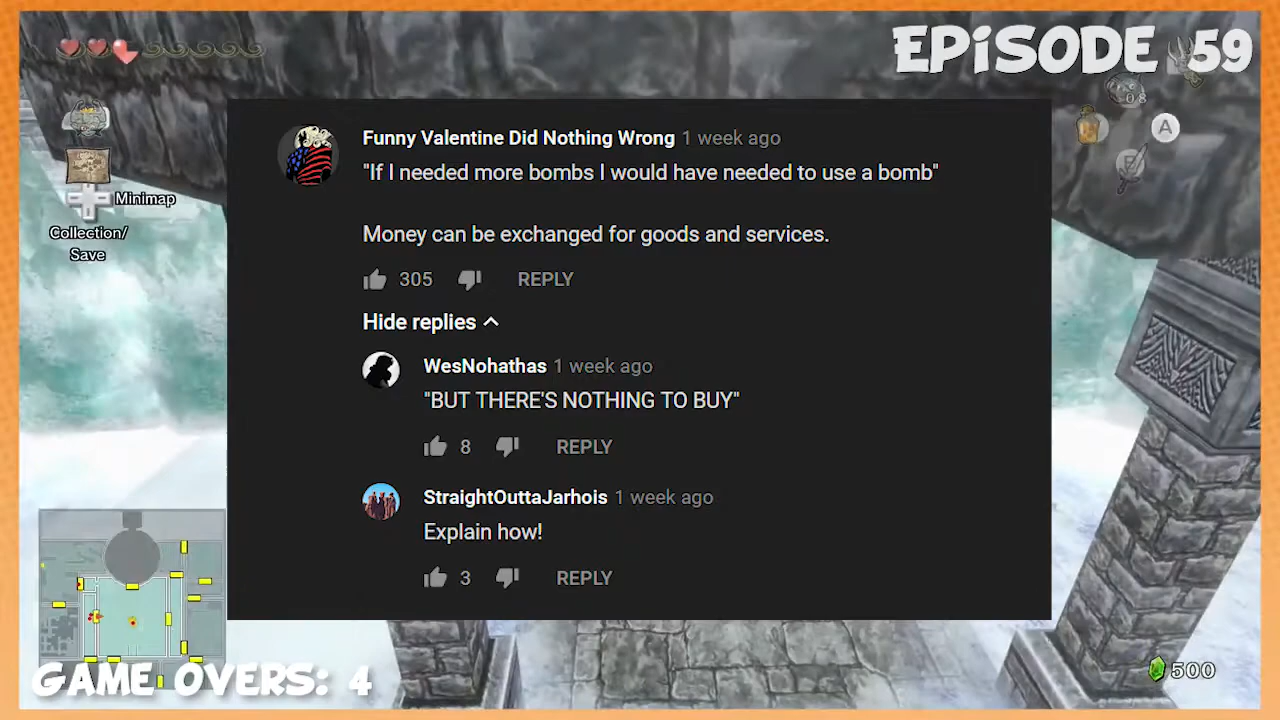 EPISODE 59
08
A
Minimap
Collection/
Save
Funny Valentine Did Nothing Wrong 1 week ago
"If I needed more bombs I would have needed to use a bomb"
Money can be exchanged for goods and services.
305 REPLY
Hide replies
WesNohathas 1 week ago
"BUT THERE'S NOTHING TO BUY"
8 REPLY
StraightOuttaJarhois 1 week ago
Explain how!
3 REPLY
GAME OVERS: 4
500